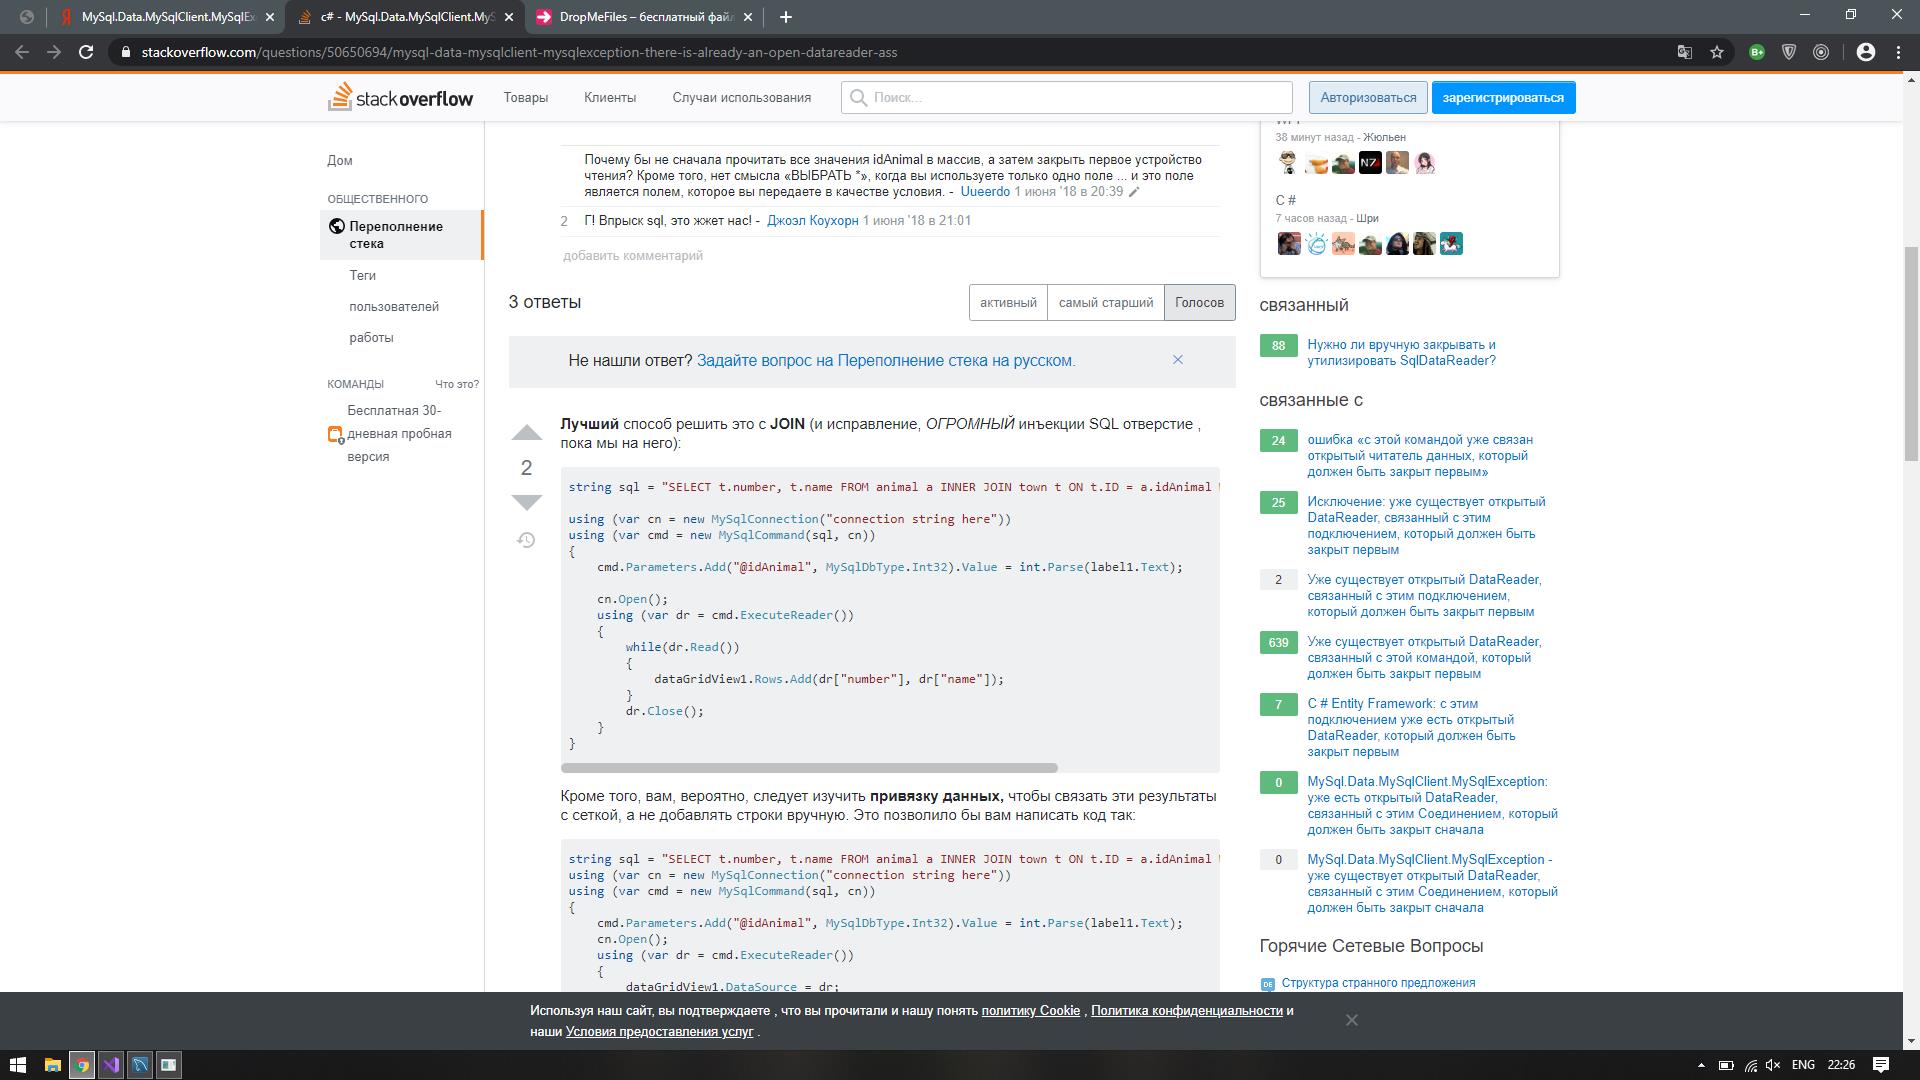 MySql.Data.MySqlClient.MySqlEx
c# - MySql.Data.MySqlClient.MyS
DropMeFiles – бесплатный файл
stackoverflow.com/questions/50650694/mysql-data-mysqlclient-mysqlexception-there-is-already-an-open-datareader-ass
stackoverflow
Товары
Клиенты
Случаи использования
Поиск...
Авторизоваться
зарегистрироваться
Дом
ОБЩЕСТВЕННОГО
Переполнение
стека
Теги
пользователей
работы
КОМАНДЫ
Что это?
Бесплатная 30-
дневная пробная
версия
Почему бы не сначала прочитать все значения idAnimal в массив, а затем закрыть первое устройство
чтения? Кроме того, нет смысла «ВЫБРАТЬ *», когда вы используете только одно поле ... и это поле
является полем, которое вы передаете в качестве условия. - Uueerdo 1 июня '18 в 20:39
2 Г! Впрыск sql, это жжет нас! - Джоэл Коухорн 1 июня '18 в 21:01
добавить комментарий
3 ответы
активный
самый старший
Голосов
Не нашли ответ? Задайте вопрос на Переполнение стека на русском.
2
Лучший способ решить это с JOIN (и исправление, ОГРОМНЫЙ инъекции SQL отверстие ,
пока мы на него):
string sql = "SELECT t.number, t.name FROM animal a INNER JOIN town t ON t.ID = a.idAnimal
using (var cn = new MySqlConnection("connection string here"))
using (var cmd = new MySqlCommand(sql, cn))
{
cmd.Parameters.Add("@idAnimal", MySqlDbType.Int32).Value = int.Parse(label1.Text);
cn.Open();
using (var dr = cmd.ExecuteReader())
{
while(dr.Read())
{
dataGridView1.Rows.Add(dr["number"], dr["name"]);
}
dr.Close();
}
}
Кроме того, вам, вероятно, следует изучить привязку данных, чтобы связать эти результаты
с сеткой, а не добавлять строки вручную. Это позволило бы вам написать код так:
string sql = "SELECT t.number, t.name FROM animal a INNER JOIN town t ON t.ID = a.idAnimal
using (var cn = new MySqlConnection("connection string here"))
using (var cmd = new MySqlCommand(sql, cn))
{
cmd.Parameters.Add("@idAnimal", MySqlDbType.Int32).Value = int.Parse(label1.Text);
cn.Open();
using (var dr = cmd.ExecuteReader())
{
dataGridView1.DataSource = dr;
38 минут назад - Жюльен
C #
7 часов назад - Шри
связанный
88 Нужно ли вручную закрывать и
утилизировать SqlDataReader?
связанные с
24 ошибка «с этой командой уже связан
открытый читатель данных, который
должен быть закрыт первым»
25 Исключение: уже существует открытый
DataReader, связанный с этим
подключением, который должен быть
закрыт первым
2 Уже существует открытый DataReader,
связанный с этим подключением,
который должен быть закрыт первым
639 Уже существует открытый DataReader,
связанный с этой командой, который
должен быть закрыт первым
7 C # Entity Framework: с этим
подключением уже есть открытый
DataReader, который должен быть
закрыт первым
0 MySql.Data.MySqlClient.MySqlException:
уже есть открытый DataReader,
связанный с этим Соединением, который
должен быть закрыт сначала
0 MySql.Data.MySqlClient.MySqlException -
уже существует открытый DataReader,
связанный с этим Соединением, который
должен быть закрыт сначала
Горячие Сетевые Вопросы
Структура странного предложения
Используя наш сайт, вы подтверждаете , что вы прочитали и нашу понять политику Cookie , Политика конфиденциальности и
наши Условия предоставления услуг .
ENG
22:26